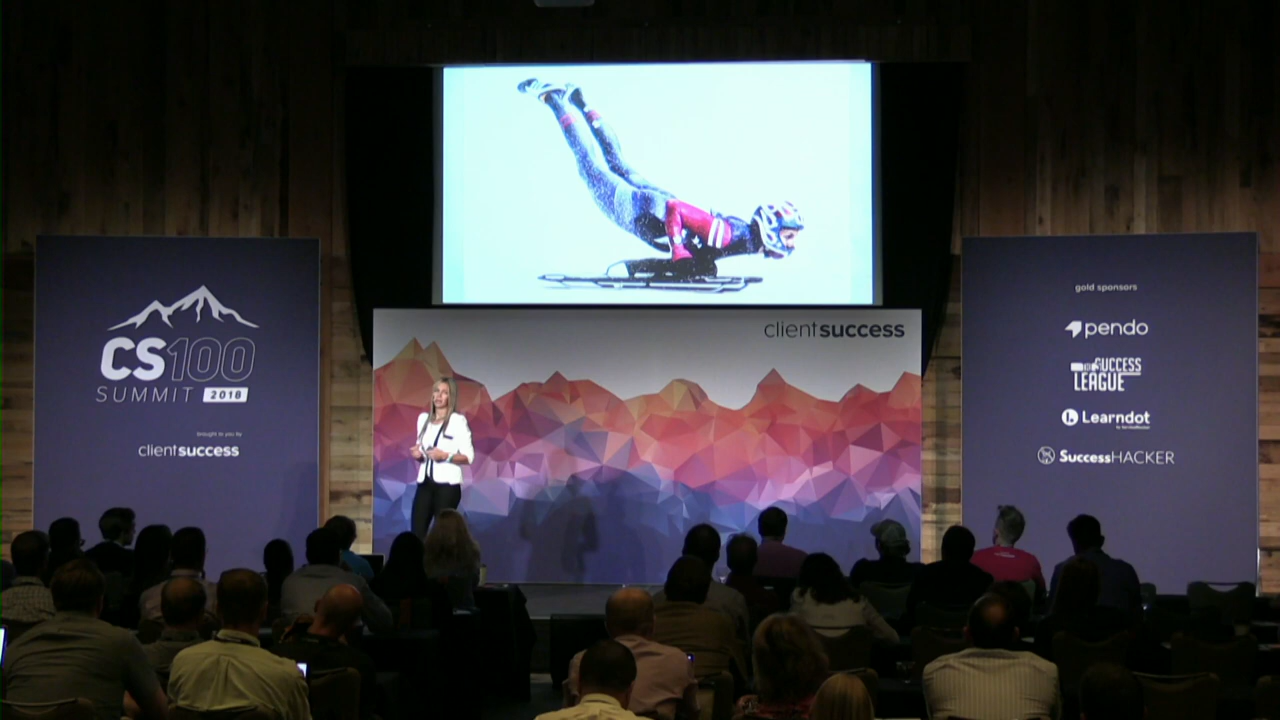 CS100
SUMMIT 2018
brought to you by
clientsuccess
clientsuccess
gold sponsors
pendo
SUCCESS
LEAGUE
Learndot
SuccessHACKER